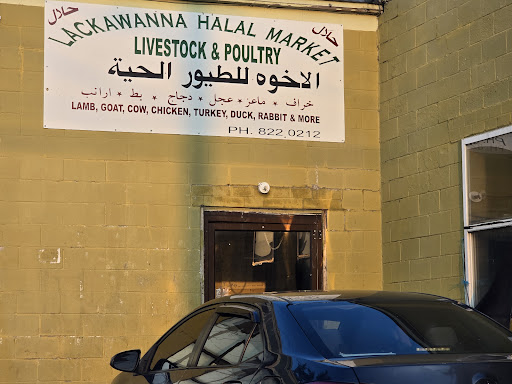 حلال LACKAWANNA HALAL MARKET حلال
LIVESTOCK & POULTRY
الاخوه للطيور الحية
خراف * ماعز * عجل * دجاج * بط * ارانب
LAMB, GOAT, COW, CHICKEN, TURKEY, DUCK, RABBIT & MORE
PH. 822.0212